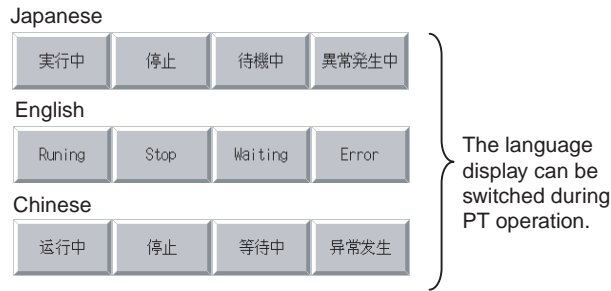 Japanese
実行中 停止 待機中 異常発生中
English
Runing Stop Waiting Error
Chinese
运行中 停止 等待中 异常发生
The language
display can be
switched during
PT operation.